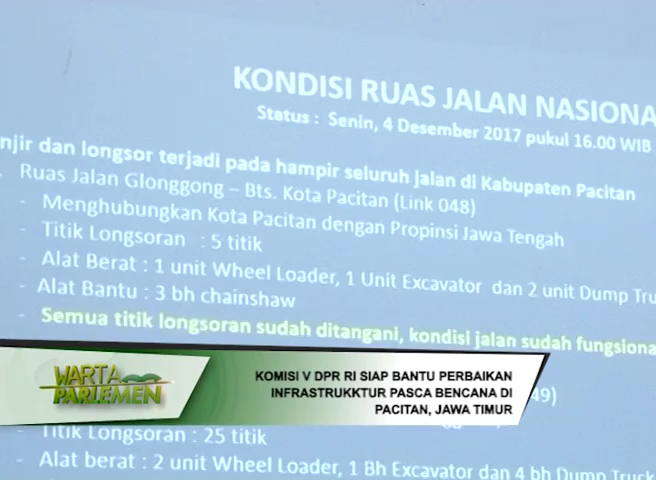 KONDISI RUAS JALAN NASIONA
Status : Senin, 4 Desember 2017 pukul 16.00 WIB
njir dan longsor terjadi pada hampir seluruh jalan di Kabupaten Pacitan
. Ruas Jalan Glonggong – Bts. Kota Pacitan (Link 048)
- Menghubungkan Kota Pacitan dengan Propinsi Jawa Tengah
- Titik Longsoran : 5 titik
- Alat Berat : 1 unit Wheel Loader, 1 Unit Excavator dan 2 unit Dump Tru
- Alat Bantu : 3 bh chainshaw
- Semua titik longsoran sudah ditangani, kondisi jalan sudah fungsiona
49)
WARTA
PARLEMEN
KOMISI V DPR RI SIAP BANTU PERBAIKAN
INFRASTRUKKTUR PASCA BENCANA DI
PACITAN, JAWA TIMUR
- Titik Longsoran : 25 titik
- Alat berat : 2 unit Wheel Loader, 1 Bh Excavator dan 4 bh Dump Truck